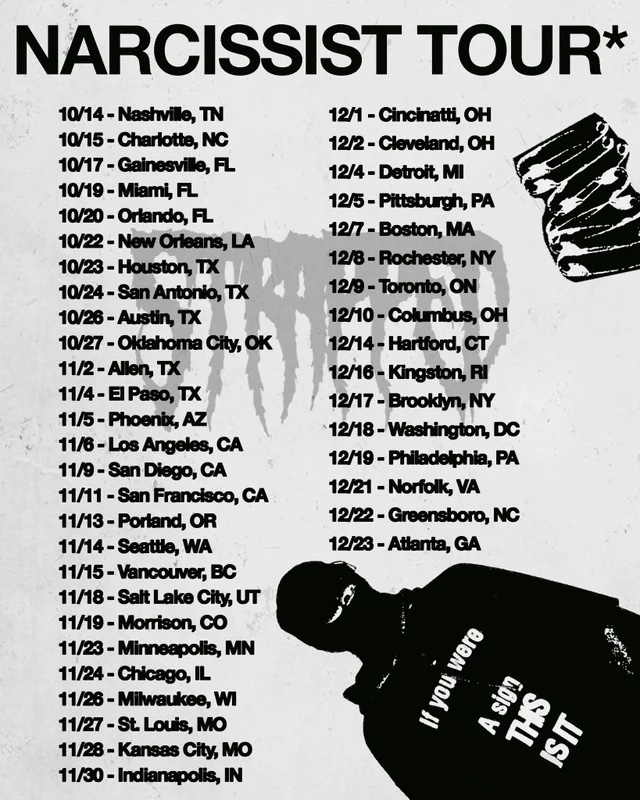 NARCISSIST TOUR*
10/14 - Nashville, TN
10/15 - Charlotte, NC
10/17 - Gainesville, FL
10/19 - Miami, FL
10/20 - Orlando, FL
10/22 - New Orleans, LA
10/23 - Houston, TX
10/24 - San Antonio, TX
10/26 - Austin, TX
10/27 - Oklahoma City, OK
11/2 - Allen, TX
11/4 - El Paso, TX
11/5 - Phoenix, AZ
11/6 - Los Angeles, CA
11/9 - San Diego, CA
11/11 - San Francisco, CA
11/13 - Porland, OR
11/14 - Seattle, WA
11/15 - Vancouver, BC
11/18 - Salt Lake City, UT
11/19 - Morrison, CO
11/23 - Minneapolis, MN
11/24 - Chicago, IL
11/26 - Milwaukee, WI
11/27 - St. Louis, MO
11/28 - Kansas City, MO
11/30 - Indianapolis, IN
12/1 - Cincinatti, OH
12/2 - Cleveland, OH
12/4 - Detroit, MI
12/5 - Pittsburgh, PA
12/7 - Boston, MA
12/8 - Rochester, NY
12/9 - Toronto, ON
12/10 - Columbus, OH
12/14 - Hartford, CT
12/16 - Kingston, RI
12/17 - Brooklyn, NY
12/18 - Washington, DC
12/19 - Philadelphia, PA
12/21 - Norfolk, VA
12/22 - Greensboro, NC
12/23 - Atlanta, GA
If you were
A sign
THIS
IS IT